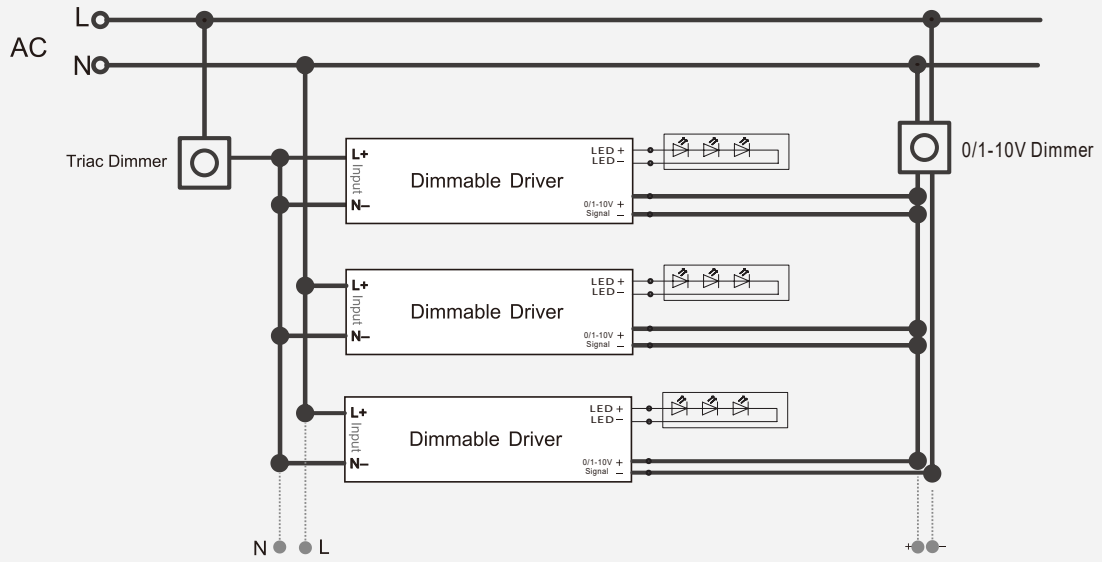 L
AC
N
Triac Dimmer
0/1-10V Dimmer
L+
Input
N–
Dimmable Driver
LED +
LED –
0/1-10V +
Signal –
L+
Input
N–
Dimmable Driver
LED +
LED –
0/1-10V +
Signal –
L+
Input
N–
Dimmable Driver
LED +
LED –
0/1-10V +
Signal –
N L
+ –